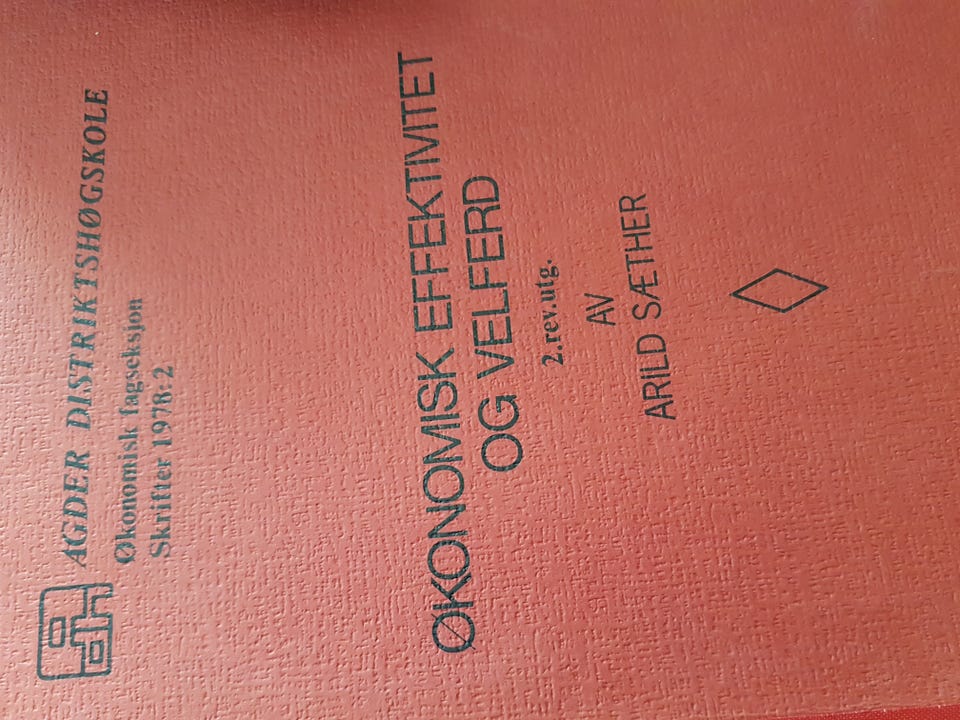 AGDER DISTRIKTSHØGSKOLE
Økonomisk fagseksjon
Skrifter 1978:2
ØKONOMISK EFFEKTIVITET
OG VELFERD
2.rev.utg.
AV
ARILD SÆTHER